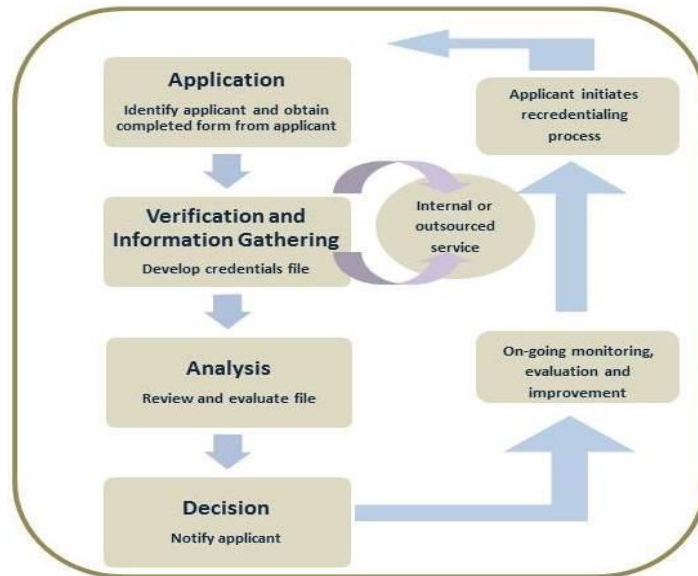 Application
Identify applicant and obtain
completed form from applicant
Verification and
Information Gathering
Develop credentials file
Internal or
outsourced
service
Analysis
Review and evaluate file
Decision
Notify applicant
On-going monitoring,
evaluation and
improvement
Applicant initiates
recredentialing
process